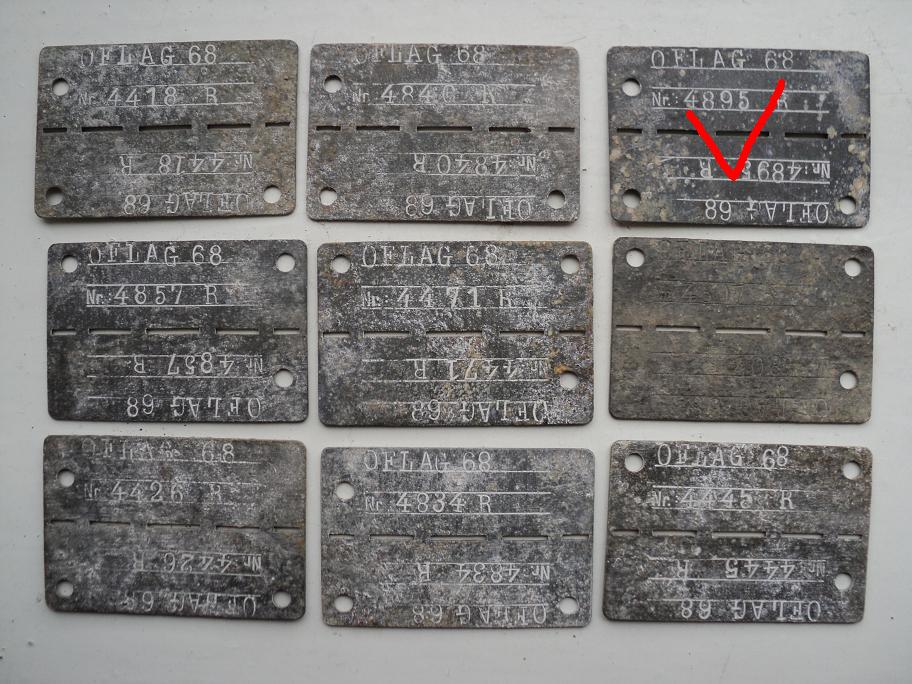 OFLAG 68
Nr. 4418 R
Nr. 4418 R
OFLAG 68
OFLAG 68
Nr. 4840 R
Nr. 4840 R
OFLAG 68
OFLAG 68
Nr.: 4895 R
Nr.: 4895 R
OFLAG 68
OFLAG 68
Nr.: 4857 R
Nr.: 4857 R
OFLAG 68
OFLAG 68
Nr.: 4471 R
Nr.: 4471 R
OFLAG 68
OFLAG 68
Nr. 4426 R
Nr. 4426 R
OFLAG 68
OFLAG 68
Nr. 4834 R
Nr. 4834 R
OFLAG 68
OFLAG 68
Nr.: 4445 R
Nr.: 4445 R
OFLAG 68